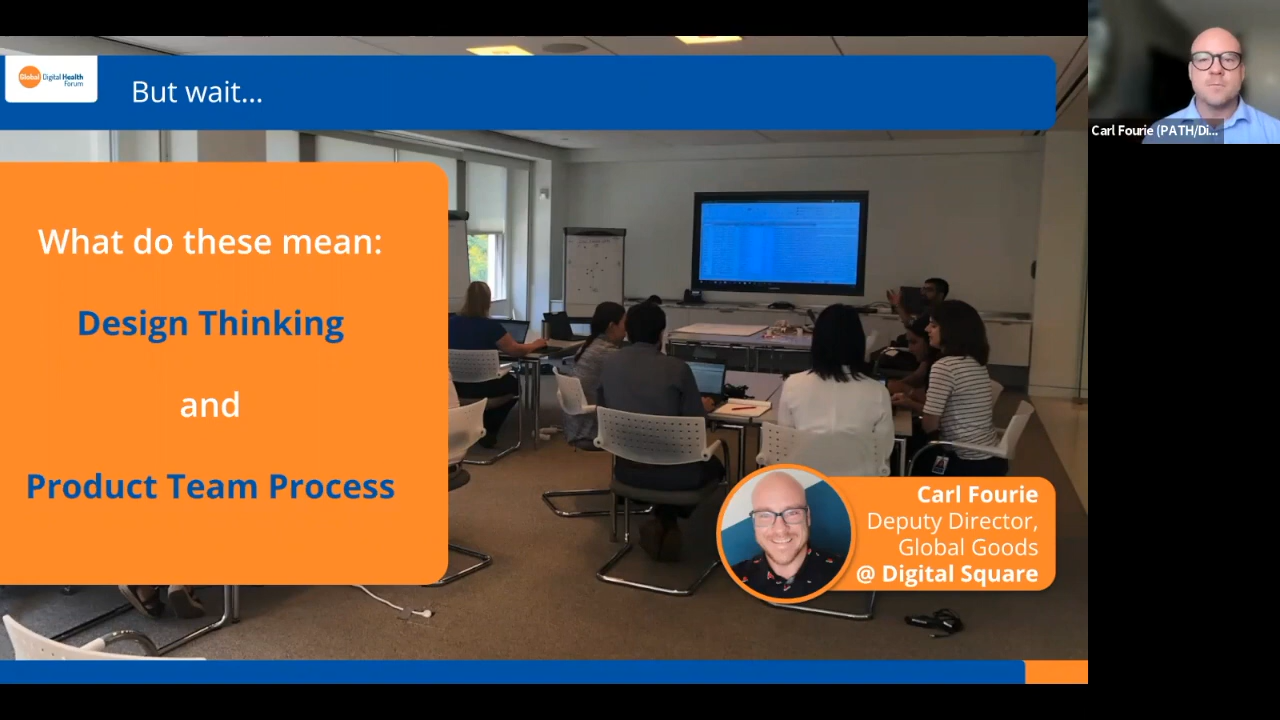 Global Digital Health
Forum
But wait...
What do these mean:
Design Thinking
and
Product Team Process
Carl Fourie
Deputy Director,
Global Goods
@ Digital Square
Carl Fourie (PATH/Di...